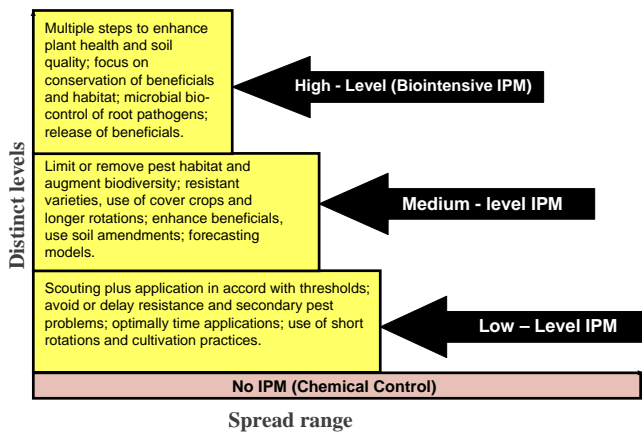 Multiple steps to enhance
plant health and soil
quality; focus on
conservation of beneficials
and habitat; microbial bio-
control of root pathogens;
release of beneficials.
High - Level (Biointensive IPM)
Limit or remove pest habitat and
augment biodiversity; resistant
varieties, use of cover crops and
longer rotations; enhance beneficials,
use soil amendments; forecasting
models.
Medium - level IPM
Scouting plus application in accord with thresholds;
avoid or delay resistance and secondary pest
problems; optimally time applications; use of short
rotations and cultivation practices.
Low – Level IPM
No IPM (Chemical Control)
Distinct levels
Spread range